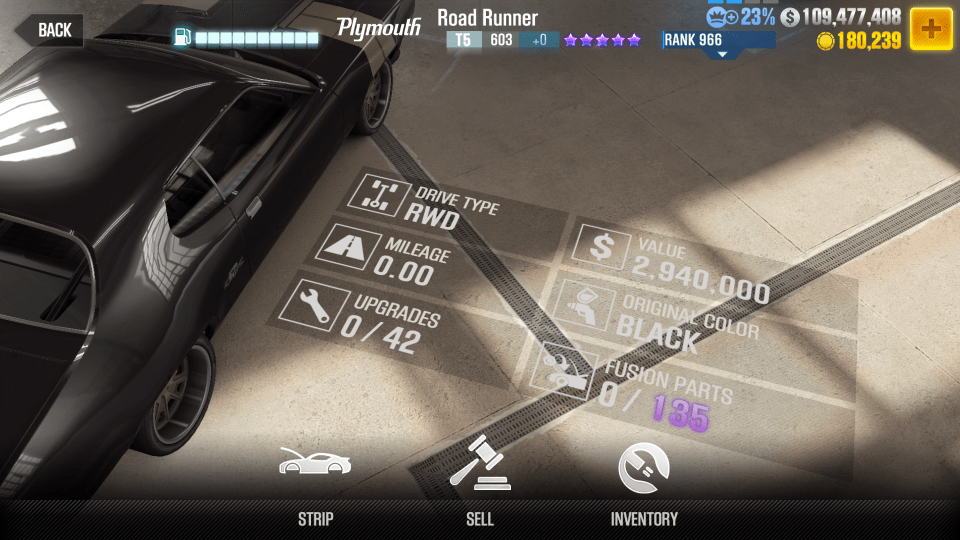 BACK
Plymouth
Road Runner
T5 603 +0
23%
109,477,408
RANK 966
180,239
DRIVE TYPE
RWD
MILEAGE
0.00
UPGRADES
0/42
VALUE
2,940,000
ORIGINAL COLOR
BLACK
FUSION PARTS
0/135
STRIP
SELL
INVENTORY